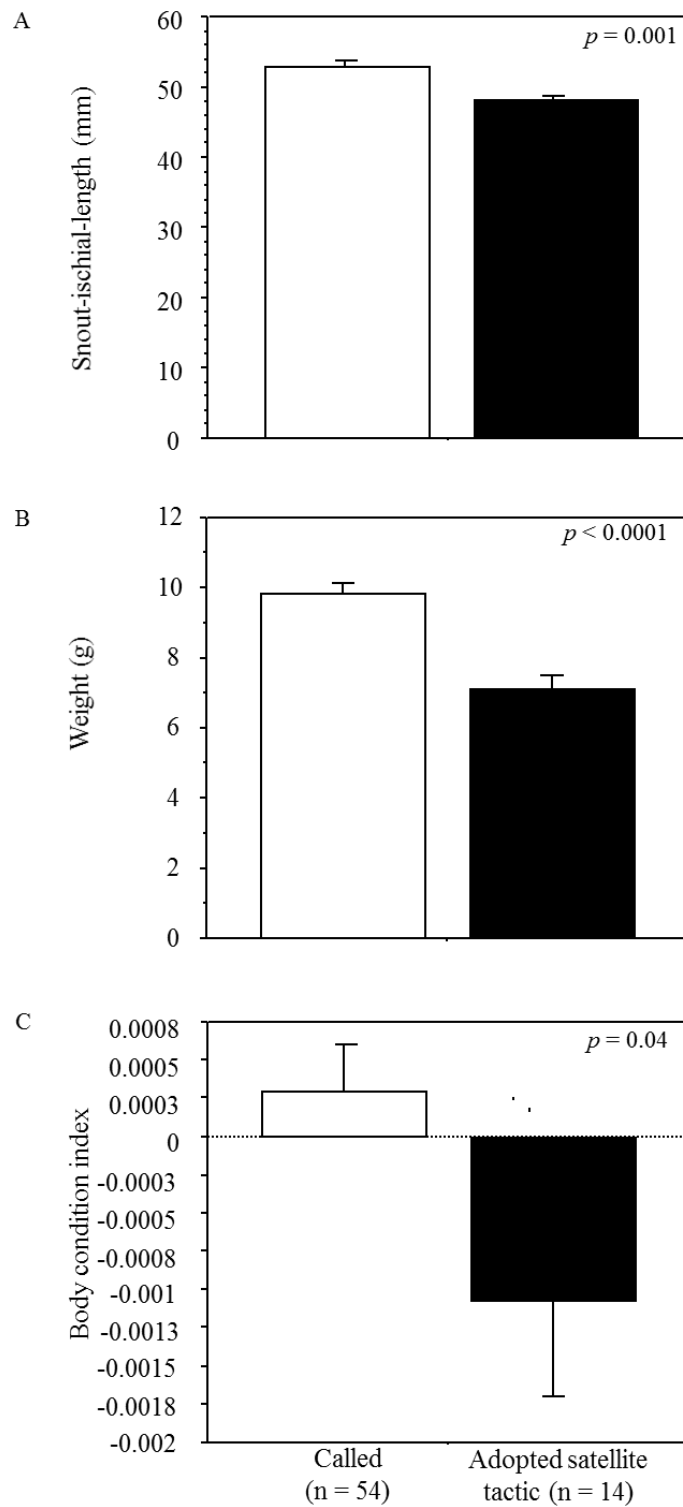 A
Snout-ischial-length (mm)
60
50
40
30
20
10
0
p = 0.001
B
Weight (g)
12
10
8
6
4
2
0
p < 0.0001
C
Body condition index
0.0008
0.0005
0.0003
0
-0.0003
-0.0005
-0.0008
-0.001
-0.0013
-0.0015
-0.0018
-0.002
p = 0.04
Called
(n = 54)
Adopted satellite
tactic (n = 14)